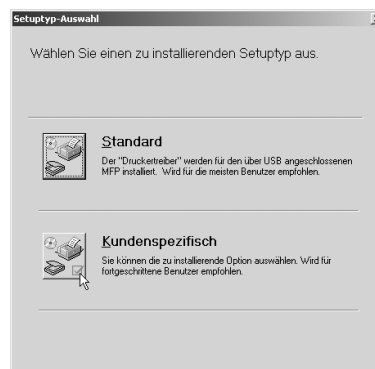 Setuptyp-Auswahl
Wählen Sie einen zu installierenden Setuptyp aus.
Standard
Der "Druckertreiber" werden für den über USB angeschlossenen
MFP installiert. Wird für die meisten Benutzer empfohlen.
Kundenspezifisch
Sie können die zu installierende Option auswählen. Wird für
fortgeschrittene Benutzer empfohlen.